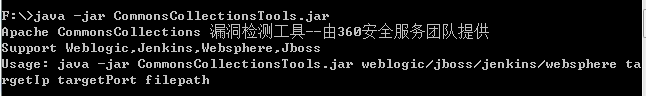 F:\>java -jar CommonsCollectionsTools.jar
Apache CommonsCollections 漏洞检测工具--由360安全服务团队提供
Support Weblogic,Jenkins,Websphere,Jboss
Usage: java -jar CommonsCollectionsTools.jar weblogic/jboss/jenkins/websphere ta
rgetIp targetPort filepath